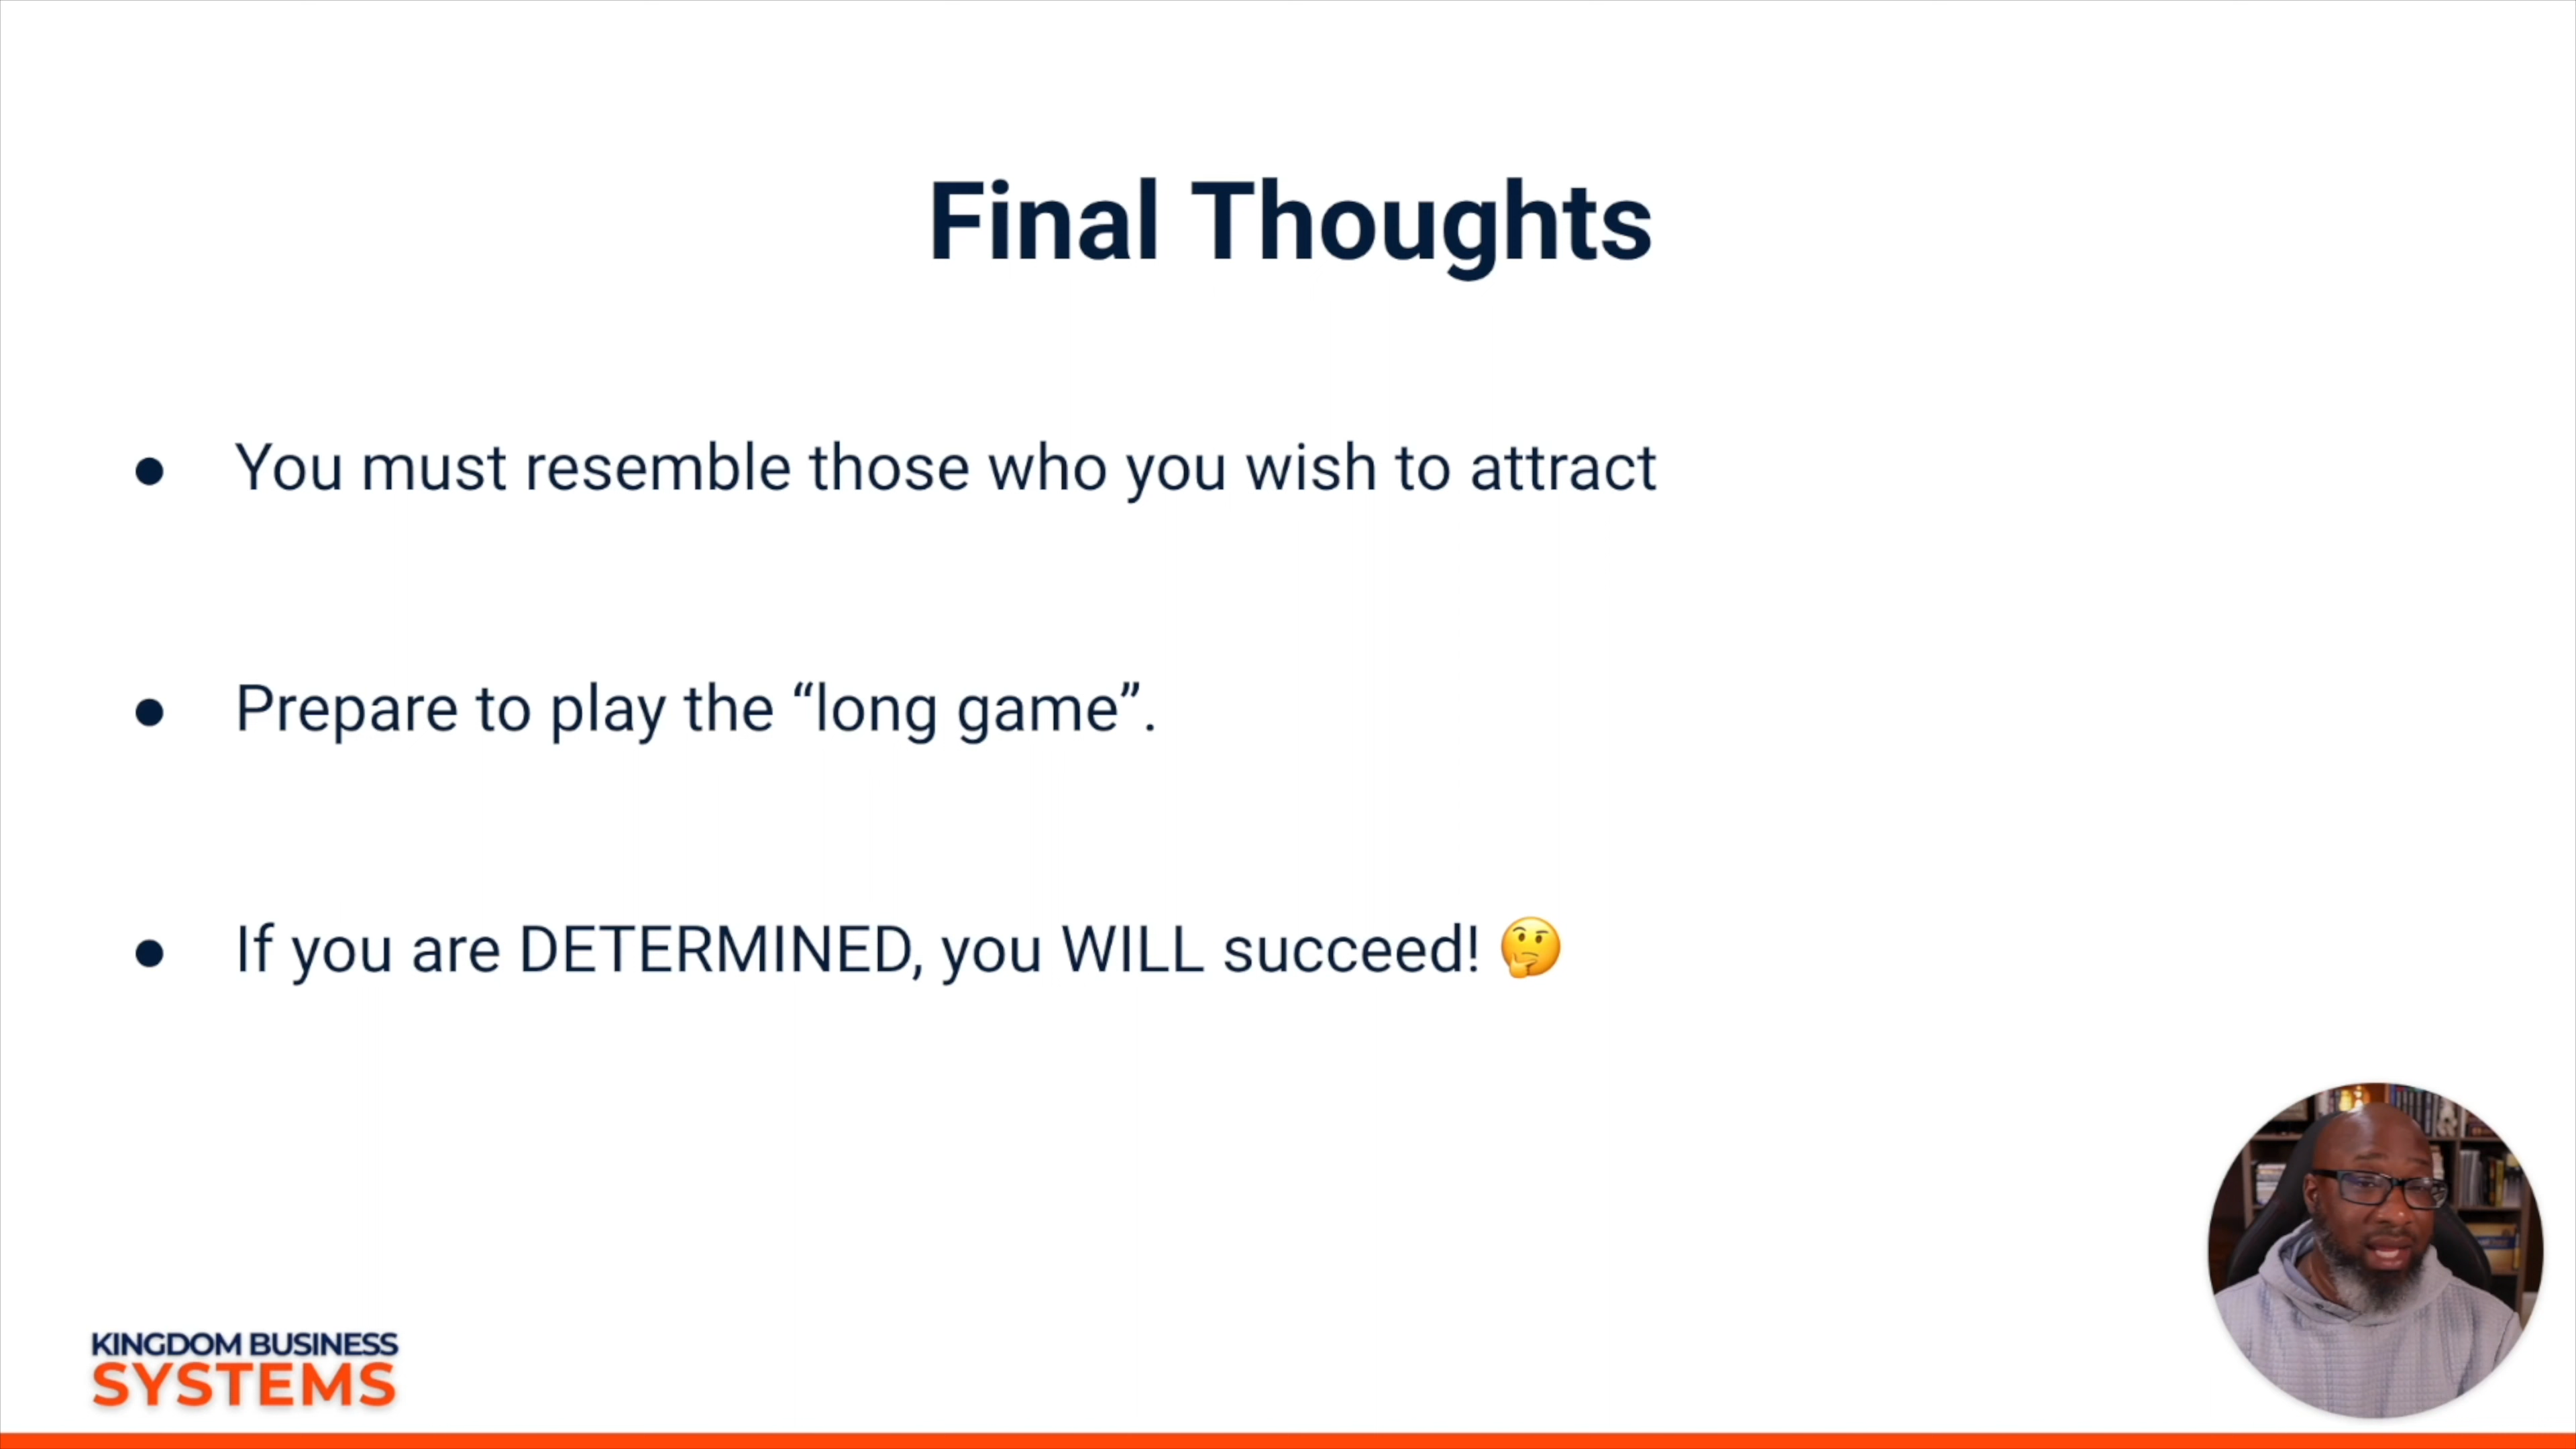 Final Thoughts
● You must resemble those who you wish to attract
● Prepare to play the “long game”.
● If you are DETERMINED, you WILL succeed! 🤔
KINGDOM BUSINESS
SYSTEMS